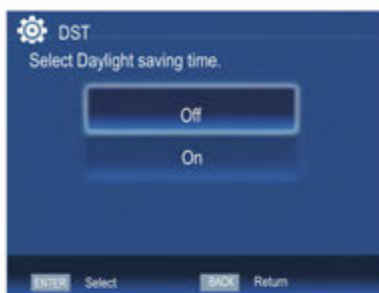 DST
Select Daylight saving time.
Off
On
ENTER Select BACK Return